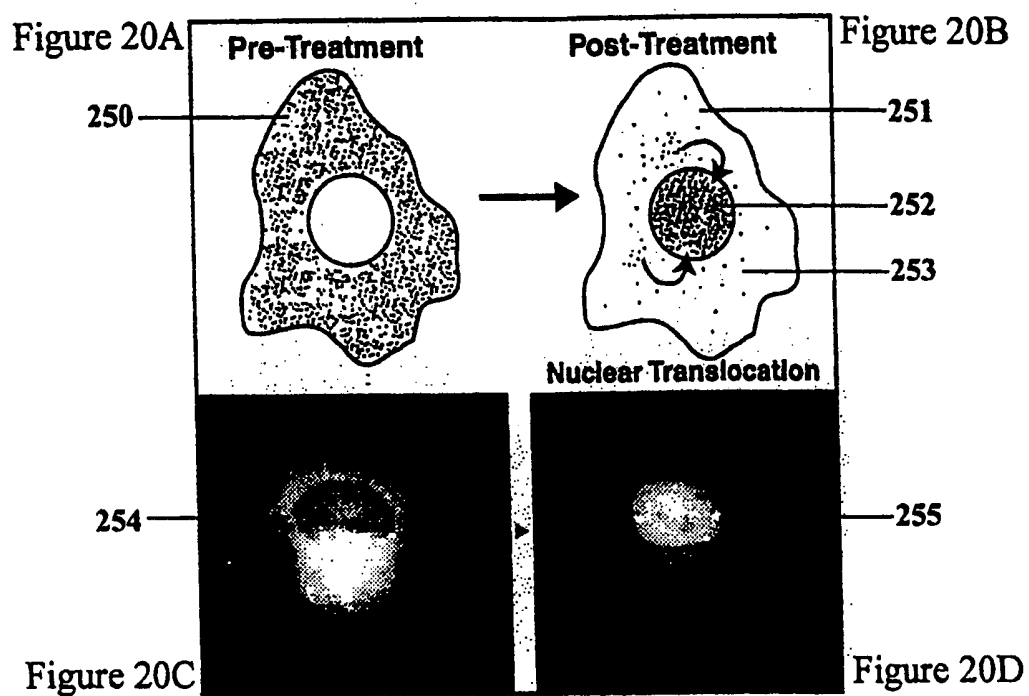 Figure 20A
Pre-Treatment
Post-Treatment
Figure 20B
250
251
252
253
Nuclear Translocation
254
255
Figure 20C
Figure 20D